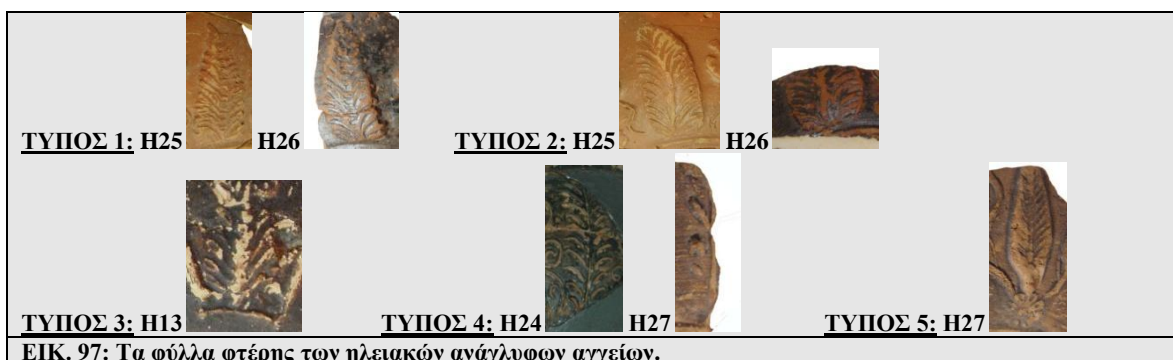 ΤΥΠΟΣ 1: Η25 Η26 ΤΥΠΟΣ 2: Η25 Η26
ΤΥΠΟΣ 3: Η13 ΤΥΠΟΣ 4: Η24 Η27 ΤΥΠΟΣ 5: Η27
ΕΙΚ. 97: Τα φύλλα φτέρης των ηλειακών ανάγλυφων αγγείων.